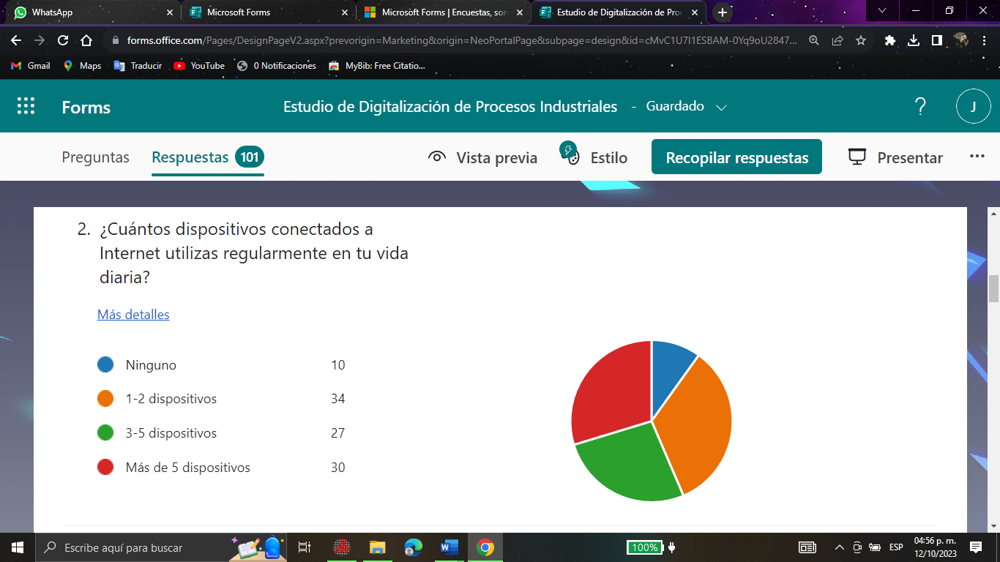 WhatsApp
Microsoft Forms
Microsoft Forms | Encuestas, son
Estudio de Digitalización de Proc
forms.office.com/Pages/DesignPageV2.aspx?prevorigin=Marketing&origin=NeoPortalPage&subpage=design&id=cMvC1U7l1ESBAM-0Yq9oU2847...
Gmail
Maps
Traducir
YouTube
0 Notificaciones
MyBib: Free Citatio...
Forms
Estudio de Digitalización de Procesos Industriales - Guardado
?
J
Preguntas
Respuestas 101
Vista previa
Estilo
Recopilar respuestas
Presentar
2. ¿Cuántos dispositivos conectados a
Internet utilizas regularmente en tu vida
diaria?
Más detalles
Ninguno 10
1-2 dispositivos 34
3-5 dispositivos 27
Más de 5 dispositivos 30
Escribe aquí para buscar
100%
ESP
04:56 p. m.
12/10/2023